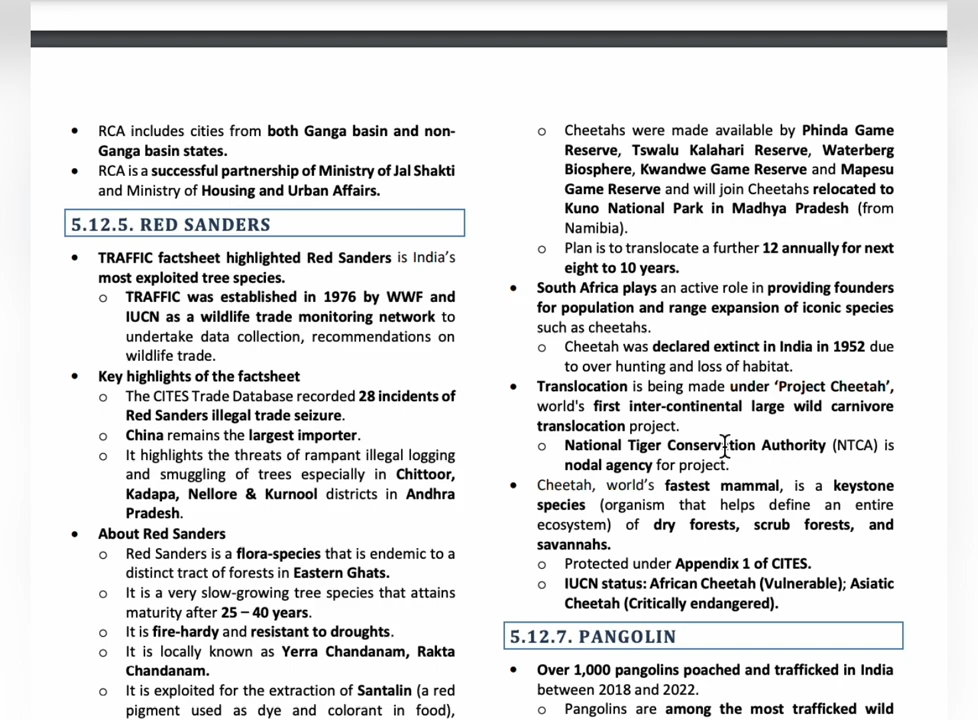 • RCA includes cities from both Ganga basin and non-
Ganga basin states.
• RCA is a successful partnership of Ministry of Jal Shakti
and Ministry of Housing and Urban Affairs.
5.12.5. RED SANDERS
• TRAFFIC factsheet highlighted Red Sanders is India’s
most exploited tree species.
o TRAFFIC was established in 1976 by WWF and
IUCN as a wildlife trade monitoring network to
undertake data collection, recommendations on
wildlife trade.
• Key highlights of the factsheet
o The CITES Trade Database recorded 28 incidents of
Red Sanders illegal trade seizure.
o China remains the largest importer.
o It highlights the threats of rampant illegal logging
and smuggling of trees especially in Chittoor,
Kadapa, Nellore & Kurnool districts in Andhra
Pradesh.
• About Red Sanders
o Red Sanders is a flora-species that is endemic to a
distinct tract of forests in Eastern Ghats.
o It is a very slow-growing tree species that attains
maturity after 25 – 40 years.
o It is fire-hardy and resistant to droughts.
o It is locally known as Yerra Chandanam, Rakta
Chandanam.
o It is exploited for the extraction of Santalin (a red
pigment used as dye and colorant in food),
o Cheetahs were made available by Phinda Game
Reserve, Tswalu Kalahari Reserve, Waterberg
Biosphere, Kwandwe Game Reserve and Mapesu
Game Reserve and will join Cheetahs relocated to
Kuno National Park in Madhya Pradesh (from
Namibia).
o Plan is to translocate a further 12 annually for next
eight to 10 years.
• South Africa plays an active role in providing founders
for population and range expansion of iconic species
such as cheetahs.
o Cheetah was declared extinct in India in 1952 due
to over hunting and loss of habitat.
• Translocation is being made under ‘Project Cheetah’,
world's first inter-continental large wild carnivore
translocation project.
o National Tiger Conservation Authority (NTCA) is
nodal agency for project.
• Cheetah, world’s fastest mammal, is a keystone
species (organism that helps define an entire
ecosystem) of dry forests, scrub forests, and
savannahs.
o Protected under Appendix 1 of CITES.
o IUCN status: African Cheetah (Vulnerable); Asiatic
Cheetah (Critically endangered).
5.12.7. PANGOLIN
• Over 1,000 pangolins poached and trafficked in India
between 2018 and 2022.
o Pangolins are among the most trafficked wild